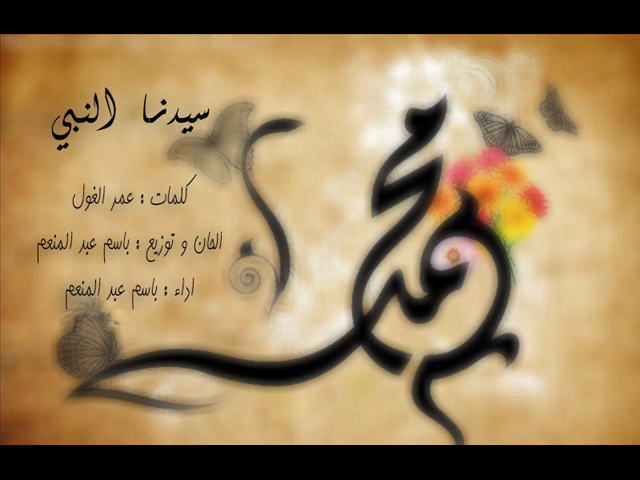 سيدنا النبي
كلمات : عمر الغول
الحان و توزيع : باسم عبد المنعم
اداء : باسم عبد المنعم
محمد